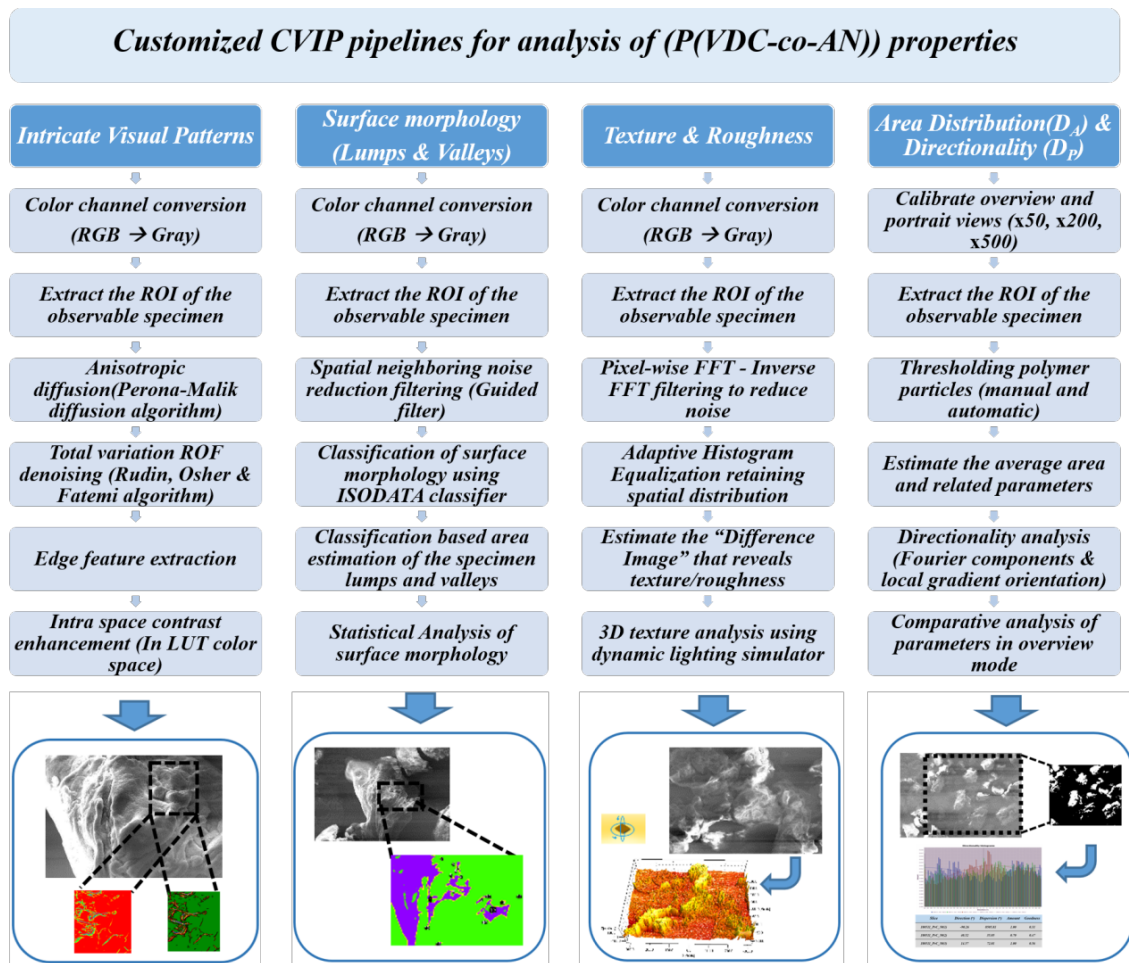 Customized CVIP pipelines for analysis of (P(VDC-co-AN)) properties
Intricate Visual Patterns
Color channel conversion
(RGB → Gray)
Extract the ROI of the
observable specimen
Anisotropic
diffusion(Perona-Malik
diffusion algorithm)
Total variation ROF
denoising (Rudin, Osher &
Fatemi algorithm)
Edge feature extraction
Intra space contrast
enhancement (In LUT color
space)
Surface morphology
(Lumps & Valleys)
Color channel conversion
(RGB → Gray)
Extract the ROI of the
observable specimen
Spatial neighboring noise
reduction filtering (Guided
filter)
Classification of surface
morphology using
ISODATA classifier
Classification based area
estimation of the specimen
lumps and valleys
Statistical Analysis of
surface morphology
Texture & Roughness
Color channel conversion
(RGB → Gray)
Extract the ROI of the
observable specimen
Pixel-wise FFT - Inverse
FFT filtering to reduce
noise
Adaptive Histogram
Equalization retaining
spatial distribution
Estimate the “Difference
Image” that reveals
texture/roughness
3D texture analysis using
dynamic lighting simulator
Area Distribution(D_A) &
Directionality (D_P)
Calibrate overview and
portrait views (x50, x200,
x500)
Extract the ROI of the
observable specimen
Thresholding polymer
particles (manual and
automatic)
Estimate the average area
and related parameters
Directionality analysis
(Fourier components &
local gradient orientation)
Comparative analysis of
parameters in overview
mode